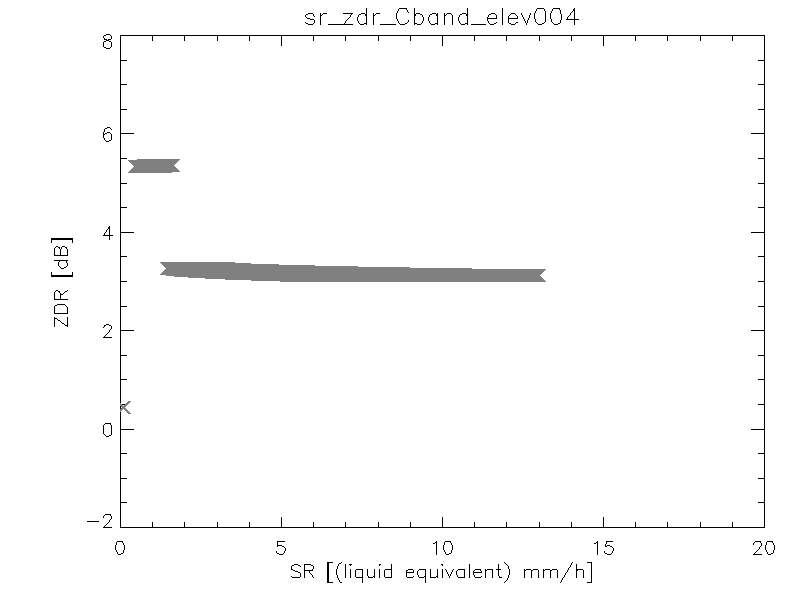 sr_zdr_Cband_elev004
8
6
4
2
0
-2
ZDR [dB]
0 5 10 15 20
SR [(liquid equivalent) mm/h]